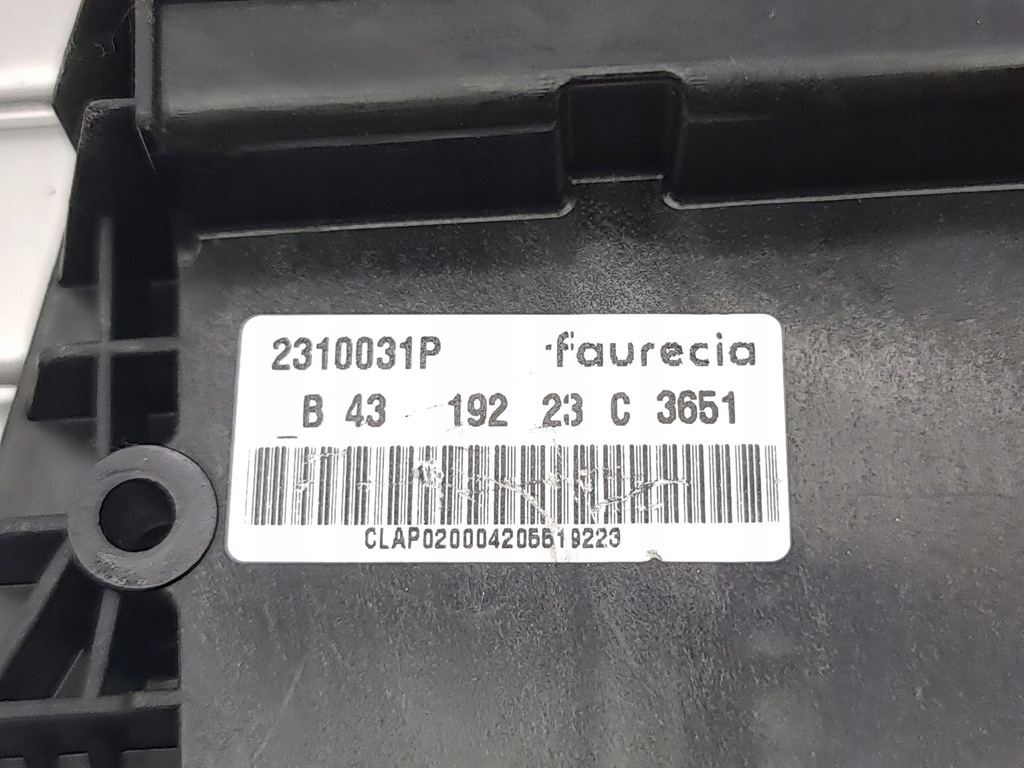 2310031P faurecia
B 43 192 23 C 3651
CLAP020004205619223